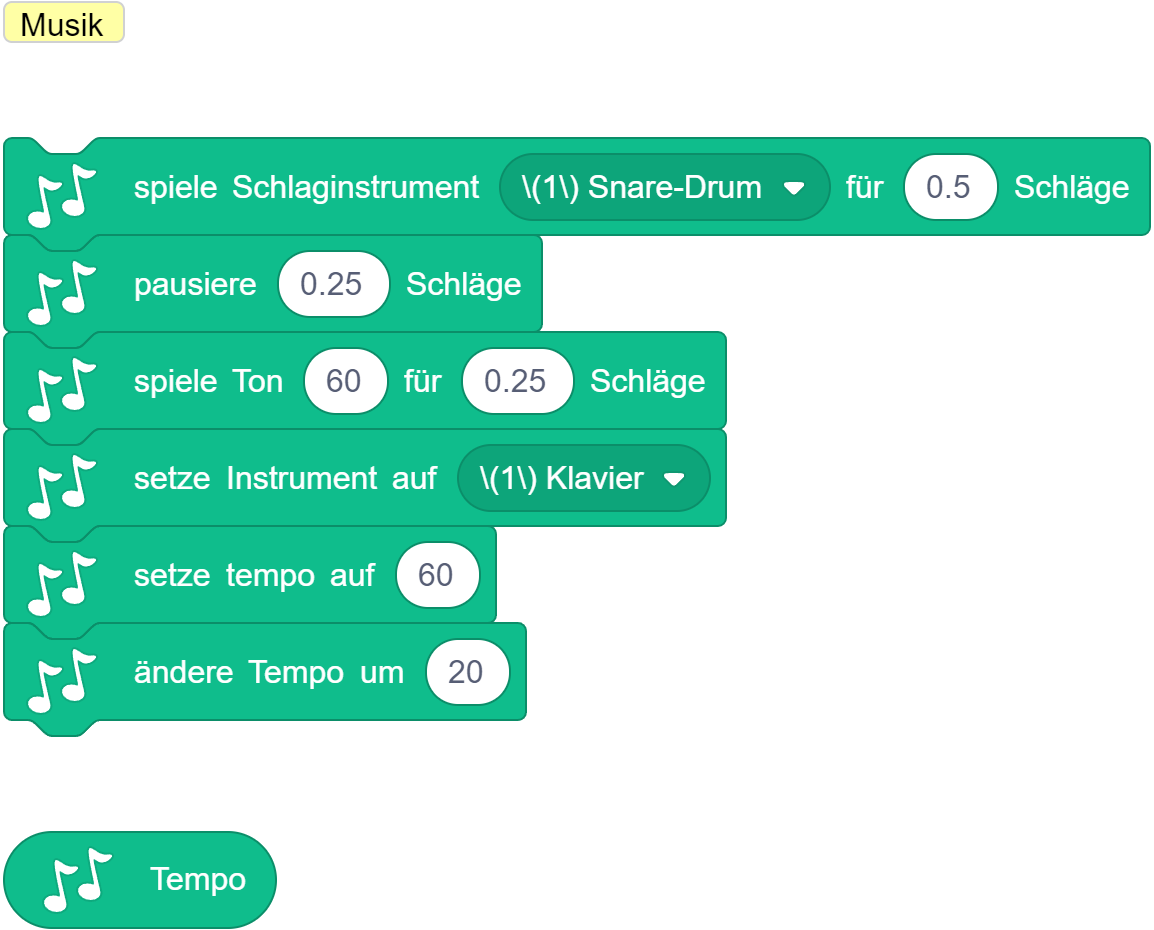 Musik
spiele Schlaginstrument \(1\) Snare-Drum für 0.5 Schläge
pausiere 0.25 Schläge
spiele Ton 60 für 0.25 Schläge
setze Instrument auf \(1\) Klavier
setze tempo auf 60
ändere Tempo um 20
Tempo